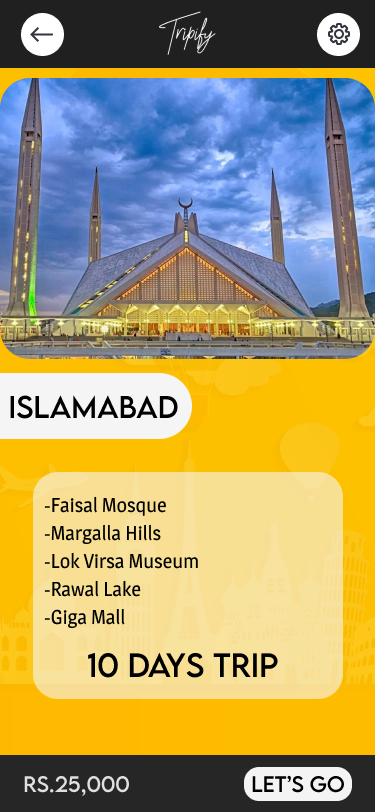 Tripify
ISLAMABAD
-Faisal Mosque
-Margalla Hills
-Lok Virsa Museum
-Rawal Lake
-Giga Mall
10 DAYS TRIP
RS.25,000
LET'S GO